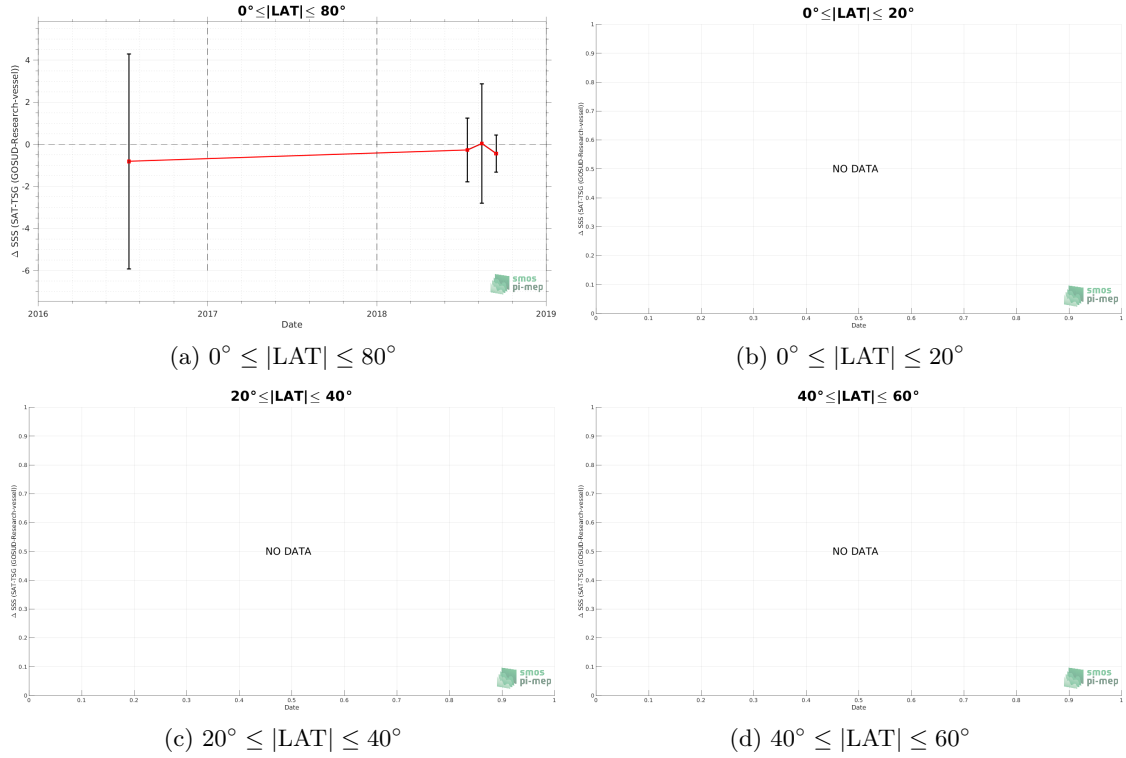 0°≤|LAT|≤ 80°
Δ SSS (SAT-TSG (GOSUD-Research-vessel))
4
2
0
-2
-4
-6
2016
2017
2018
2019
Date
smos
pi-mep
(a) 0° ≤ |LAT| ≤ 80°
0°≤|LAT|≤ 20°
Δ SSS (SAT-TSG (GOSUD-Research-vessel))
1
0.9
0.8
0.7
0.6
0.5
0.4
0.3
0.2
0.1
0
NO DATA
0
0.1
0.2
0.3
0.4
0.5
0.6
0.7
0.8
0.9
1
Date
smos
pi-mep
(b) 0° ≤ |LAT| ≤ 20°
20°≤|LAT|≤ 40°
Δ SSS (SAT-TSG (GOSUD-Research-vessel))
1
0.9
0.8
0.7
0.6
0.5
0.4
0.3
0.2
0.1
0
NO DATA
0
0.1
0.2
0.3
0.4
0.5
0.6
0.7
0.8
0.9
1
Date
smos
pi-mep
(c) 20° ≤ |LAT| ≤ 40°
40°≤|LAT|≤ 60°
Δ SSS (SAT-TSG (GOSUD-Research-vessel))
1
0.9
0.8
0.7
0.6
0.5
0.4
0.3
0.2
0.1
0
NO DATA
0
0.1
0.2
0.3
0.4
0.5
0.6
0.7
0.8
0.9
1
Date
smos
pi-mep
(d) 40° ≤ |LAT| ≤ 60°